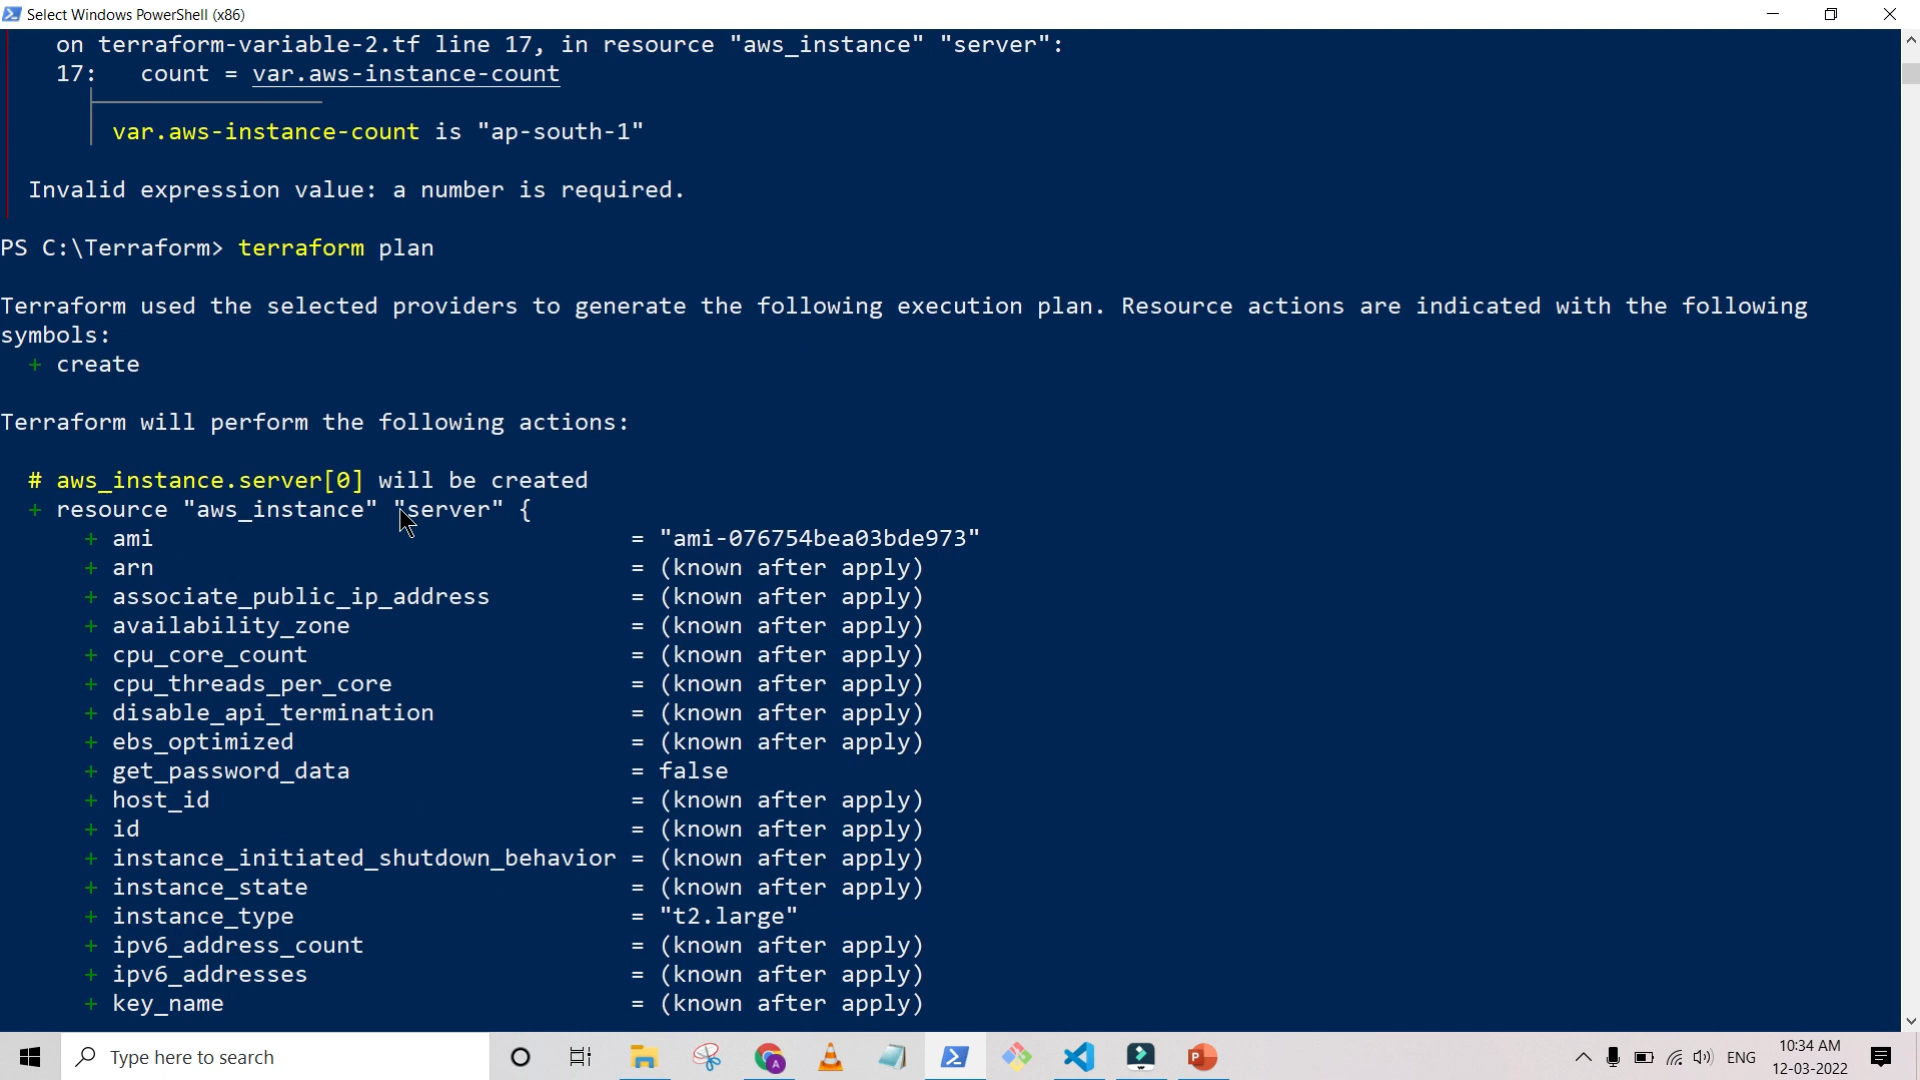 Select Windows PowerShell (x86)
on terraform-variable-2.tf line 17, in resource "aws_instance" "server":
17:   count = var.aws-instance-count
var.aws-instance-count is "ap-south-1"
Invalid expression value: a number is required.
PS C:\Terraform> terraform plan
Terraform used the selected providers to generate the following execution plan. Resource actions are indicated with the following
symbols:
+ create
Terraform will perform the following actions:
# aws_instance.server[0] will be created
+ resource "aws_instance" "server" {
+ ami = "ami-076754bea03bde973"
+ arn = (known after apply)
+ associate_public_ip_address = (known after apply)
+ availability_zone = (known after apply)
+ cpu_core_count = (known after apply)
+ cpu_threads_per_core = (known after apply)
+ disable_api_termination = (known after apply)
+ ebs_optimized = (known after apply)
+ get_password_data = false
+ host_id = (known after apply)
+ id = (known after apply)
+ instance_initiated_shutdown_behavior = (known after apply)
+ instance_state = (known after apply)
+ instance_type = "t2.large"
+ ipv6_address_count = (known after apply)
+ ipv6_addresses = (known after apply)
+ key_name = (known after apply)
Type here to search
ENG
10:34 AM
12-03-2022